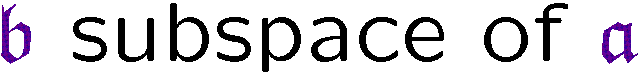 𝔟 subspace of 𝔞